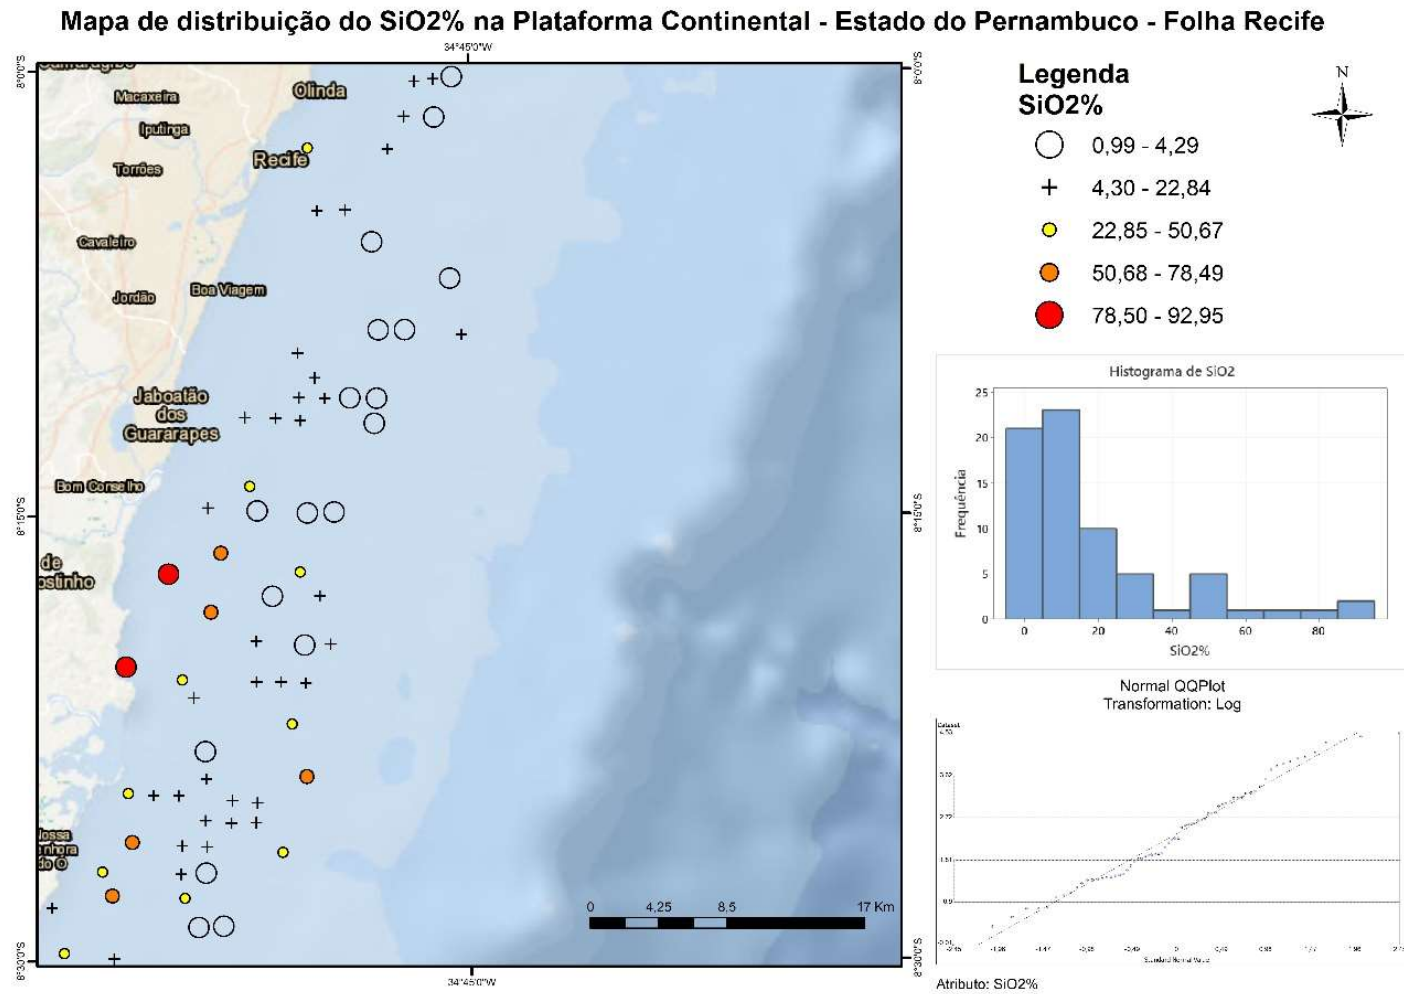 Mapa de distribuição do SiO2% na Plataforma Continental - Estado do Pernambuco - Folha Recife
34°45'0"W
8°0'0"S
8°0'0"S
Macaxeira
Olinda
Iputinga
Recife
Torrões
Cavaleiro
Jordão
Boa Viagem
Jaboatão
dos
Guararapes
Bom Conselho
8°15'0"S
8°15'0"S
de
ostinho
do Ó
0 4,25 8,5 17 Km
8°30'0"S
8°30'0"S
34°45'0"W
Legenda
SiO2%
N
0,99 - 4,29
4,30 - 22,84
22,85 - 50,67
50,68 - 78,49
78,50 - 92,95
Histograma de SiO2
Frequência
25
20
15
10
5
0
0 20 40 60 80
SiO2%
Normal QQPlot
Transformation: Log
Dataset
Standard Normal Value
Atributo: SiO2%